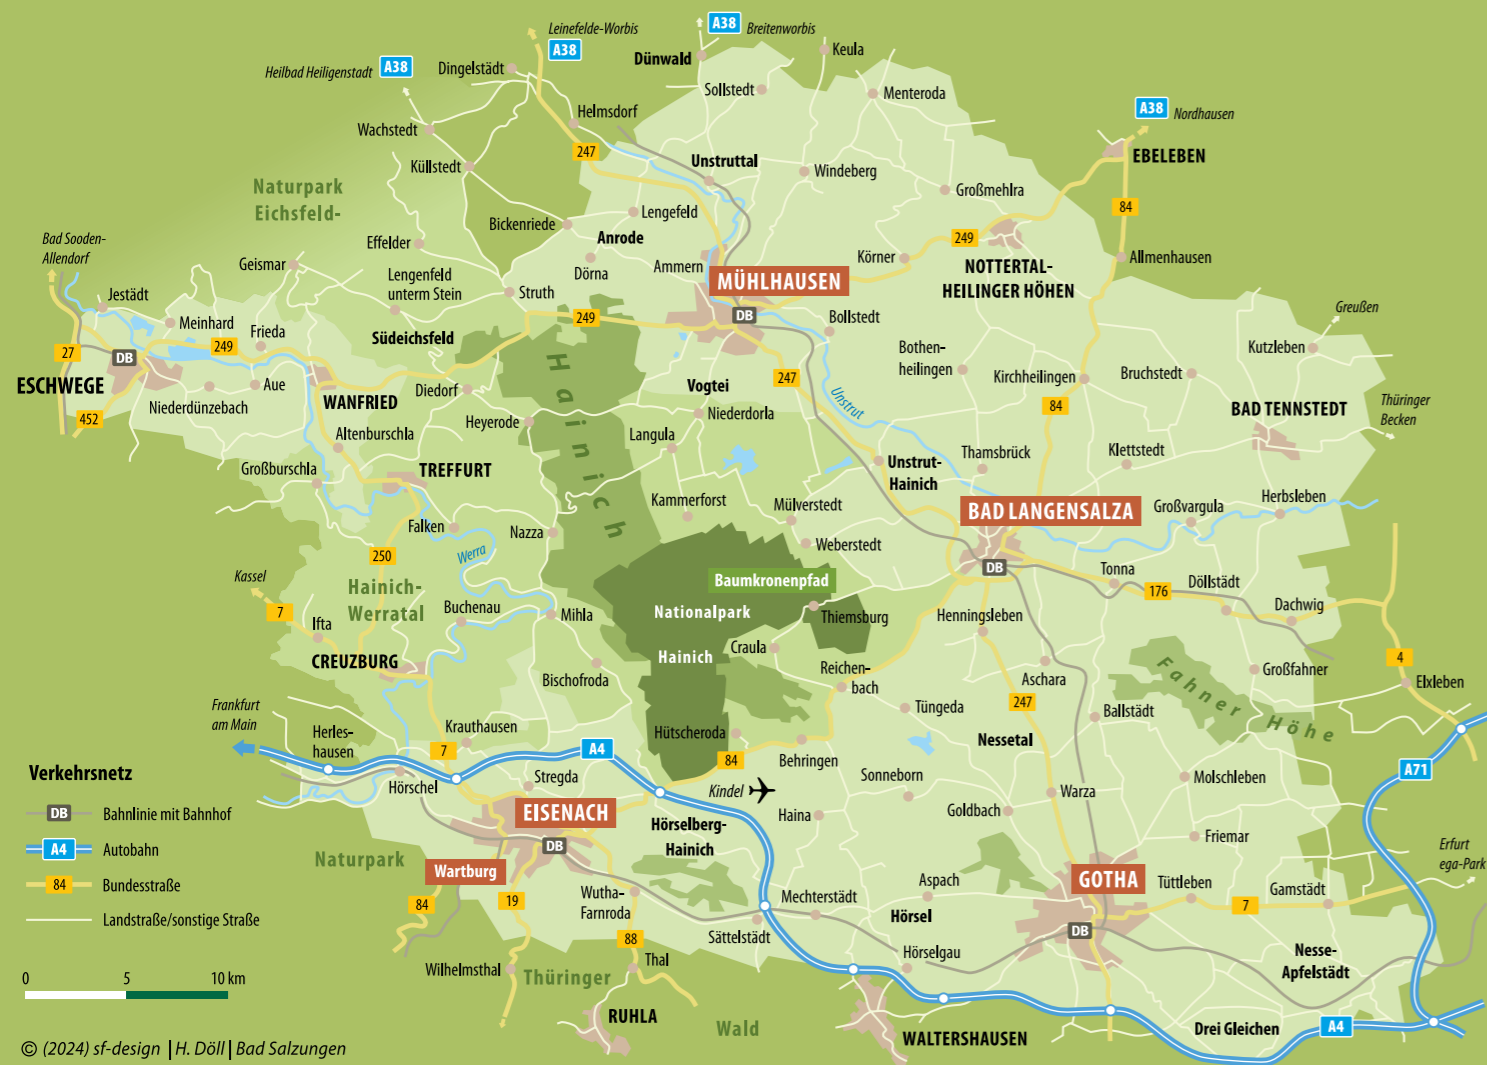 Leinefelde-Worbis
A38
A38
Breitenworbis
Keula
Dünwald
Heilbad Heiligenstadt
A38
Dingelstädt
Sollstedt
Menteroda
A38
Nordhausen
Helmsdorf
Wachstedt
247
EBELEBEN
Küllstedt
Unstruttal
Windeberg
Naturpark
Eichsfeld-
Großmehlra
84
Lengefeld
Bickenriede
Anrode
249
Bad Sooden-
Allendorf
Effelder
Geismar
Lengenfeld
unterm Stein
Dörna
Ammern
Körner
Allmenhausen
NOTTERTAL-
HEILINGER HÖHEN
MÜHLHAUSEN
Jestädt
Struth
Greußen
Meinhard
Frieda
249
DB
Bollstedt
Südeichsfeld
27
DB
249
Bothen-
heilingen
Kutzleben
ESCHWEGE
Aue
Niederdünzebach
Diedorf
Vogtei
247
Kirchheilingen
Bruchstedt
Hainich
WANFRIED
452
Niederdorla
Unstrut
84
BAD TENNSTEDT
Thüringer
Becken
Heyerode
Altenburschla
Langula
Thamsbrück
Klettstedt
Großburschla
TREFFURT
Unstrut-
Hainich
Kammerforst
Mülverstedt
BAD LANGENSALZA
Großvargula
Herbsleben
Falken
Nazza
Weberstedt
250
Werra
DB
Kassel
Hainich-
Werratal
Baumkronenpfad
Tonna
176
Döllstädt
7
Ifta
Buchenau
Mihla
Nationalpark
Hainich
Thiemsburg
Henningsleben
Dachwig
CREUZBURG
Craula
Bischofroda
Reichen-
bach
Aschara
Großfahner
4
Elxleben
Fahner Höhe
247
Frankfurt
am Main
Tüngeda
Ballstädt
Krauthausen
Herles-
hausen
7
A4
Hütscheroda
Nessetal
84
Behringen
A71
Verkehrsnetz
Hörschel
Stregda
Kindel
Sonneborn
Molschleben
Warza
DB
Bahnlinie mit Bahnhof
EISENACH
Hörselberg-
Hainich
Haina
Goldbach
Friemar
A4
Autobahn
DB
Naturpark
Wartburg
Erfurt
ega-Park
84
Bundesstraße
Aspach
GOTHA
Tüttleben
Gamstädt
84
19
Wutha-
Farnroda
Mechterstädt
7
Landstraße/sonstige Straße
Hörsel
88
Sättelstädt
DB
Hörselgau
Nesse-
Apfelstädt
0 5 10 km
Wilhelmsthal
Thal
Thüringer
RUHLA
Wald
WALTERSHAUSEN
Drei Gleichen
A4
© (2024) sf-design | H. Döll | Bad Salzungen